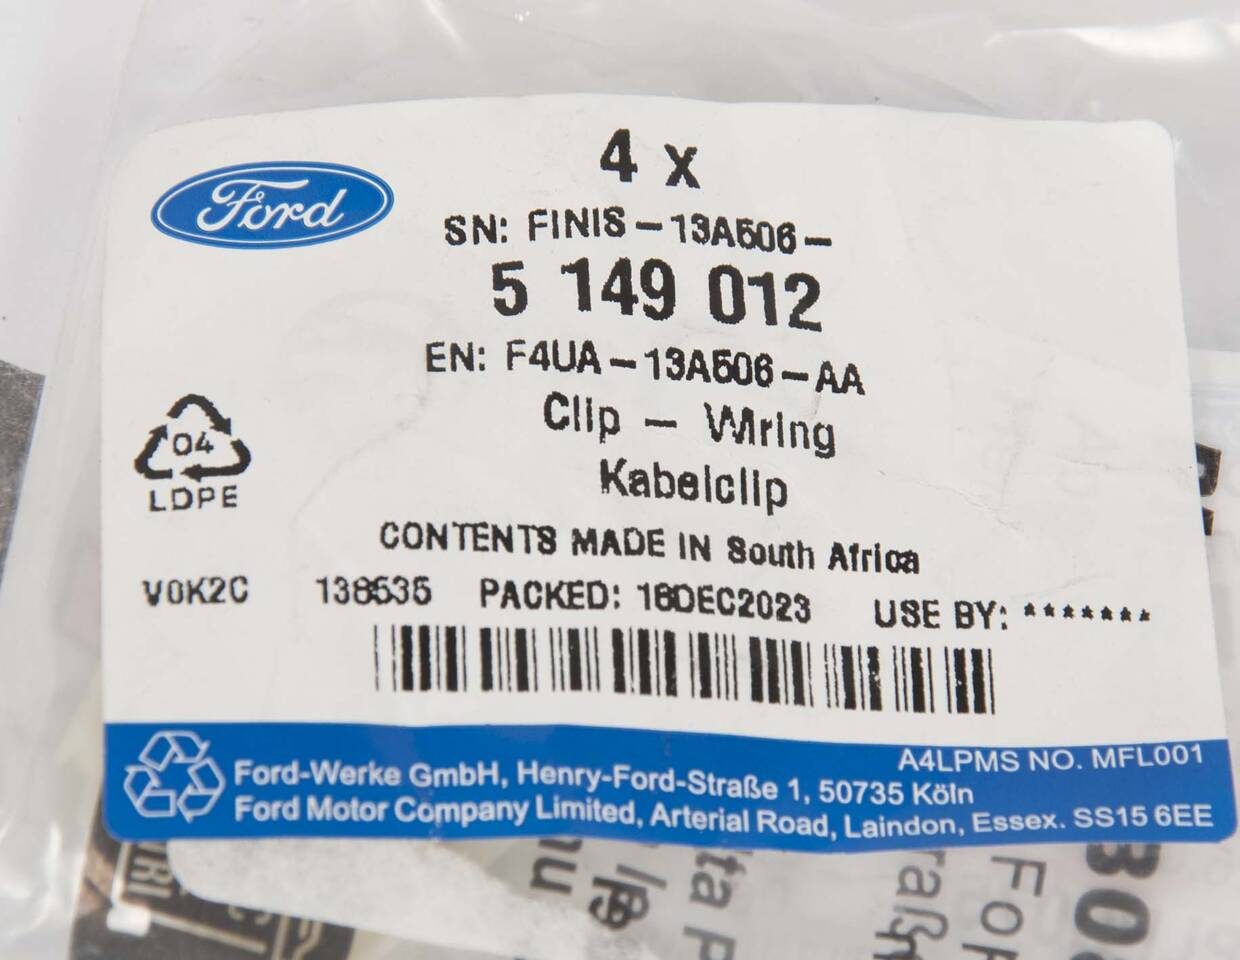 Ford
4 x
SN: FINIS-13A506-
5 149 012
EN: F4UA-13A506-AA
Clip - Wiring
Kabelclip
04
LDPE
CONTENTS MADE IN South Africa
V0K2C 138535 PACKED: 16DEC2023 USE BY: *******
A4LPMS NO. MFL001
Ford-Werke GmbH, Henry-Ford-Straße 1, 50735 Köln
Ford Motor Company Limited, Arterial Road, Laindon, Essex. SS15 6EE